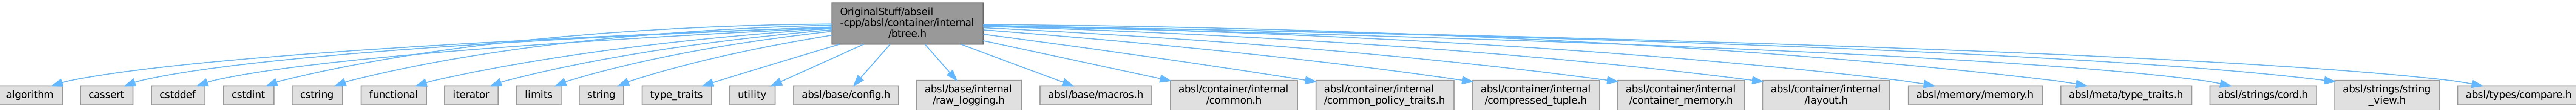 OriginalStuff/abseil
-cpp/absl/container/internal
/btree.h
algorithm
cassert
cstddef
cstdint
cstring
functional
iterator
limits
string
type_traits
utility
absl/base/config.h
absl/base/internal
/raw_logging.h
absl/base/macros.h
absl/container/internal
/common.h
absl/container/internal
/common_policy_traits.h
absl/container/internal
/compressed_tuple.h
absl/container/internal
/container_memory.h
absl/container/internal
/layout.h
absl/memory/memory.h
absl/meta/type_traits.h
absl/strings/cord.h
absl/strings/string
_view.h
absl/types/compare.h